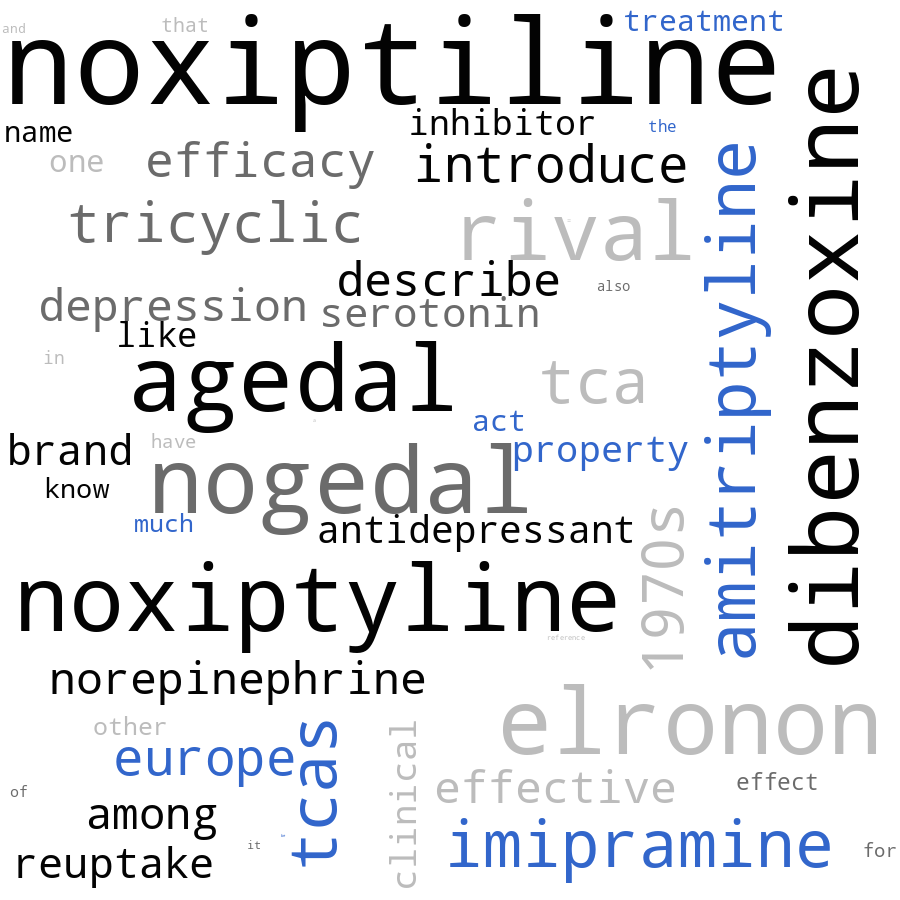 and
that
treatment
noxiptiline
name
inhibitor
the
one
efficacy
introduce
tricyclic
rival
amitriptyline
dibenzoxine
describe
also
depression
serotonin
like
in
agedal
tca
act
brand
have
property
know
nogedal
much
antidepressant
1970s
noxiptyline
reference
norepinephrine
elronon
other
europe
tcas
clinical
effective
effect
of
among
it
imipramine
reuptake
for